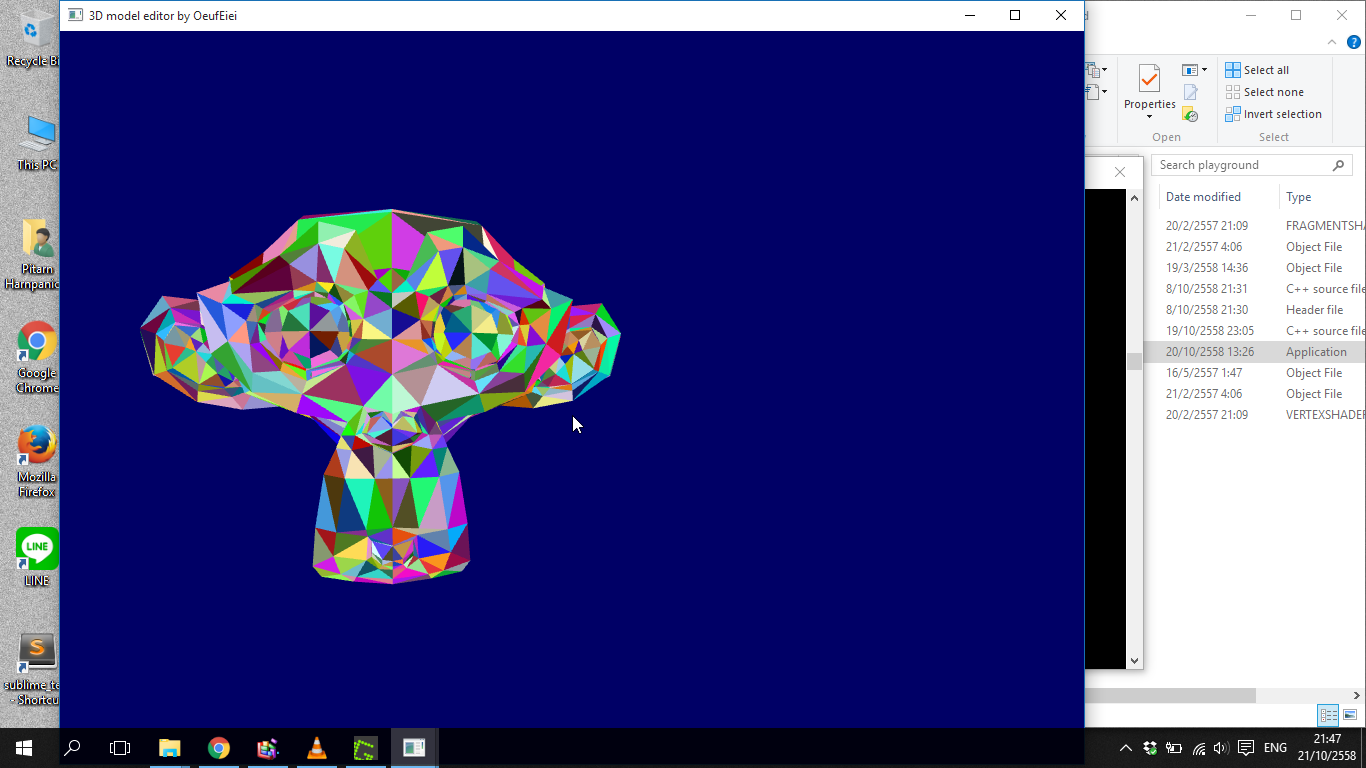 3D model editor by OeufEiei
Recycle Bi
This PC
Pitarn
Harnpanic
Google
Chrome
Mozilla
Firefox
LINE
LINE
sublime_te
- Shortcu
Properties
Open
Select all
Select none
Invert selection
Select
Search playground
Date modified Type
20/2/2557 21:09 FRAGMENTSHA
21/2/2557 4:06 Object File
19/3/2558 14:36 Object File
8/10/2558 21:31 C++ source file
8/10/2558 21:30 Header file
19/10/2558 23:05 C++ source file
20/10/2558 13:26 Application
16/5/2557 1:47 Object File
21/2/2557 4:06 Object File
20/2/2557 21:09 VERTEXSHADER
ENG
21:47
21/10/2558